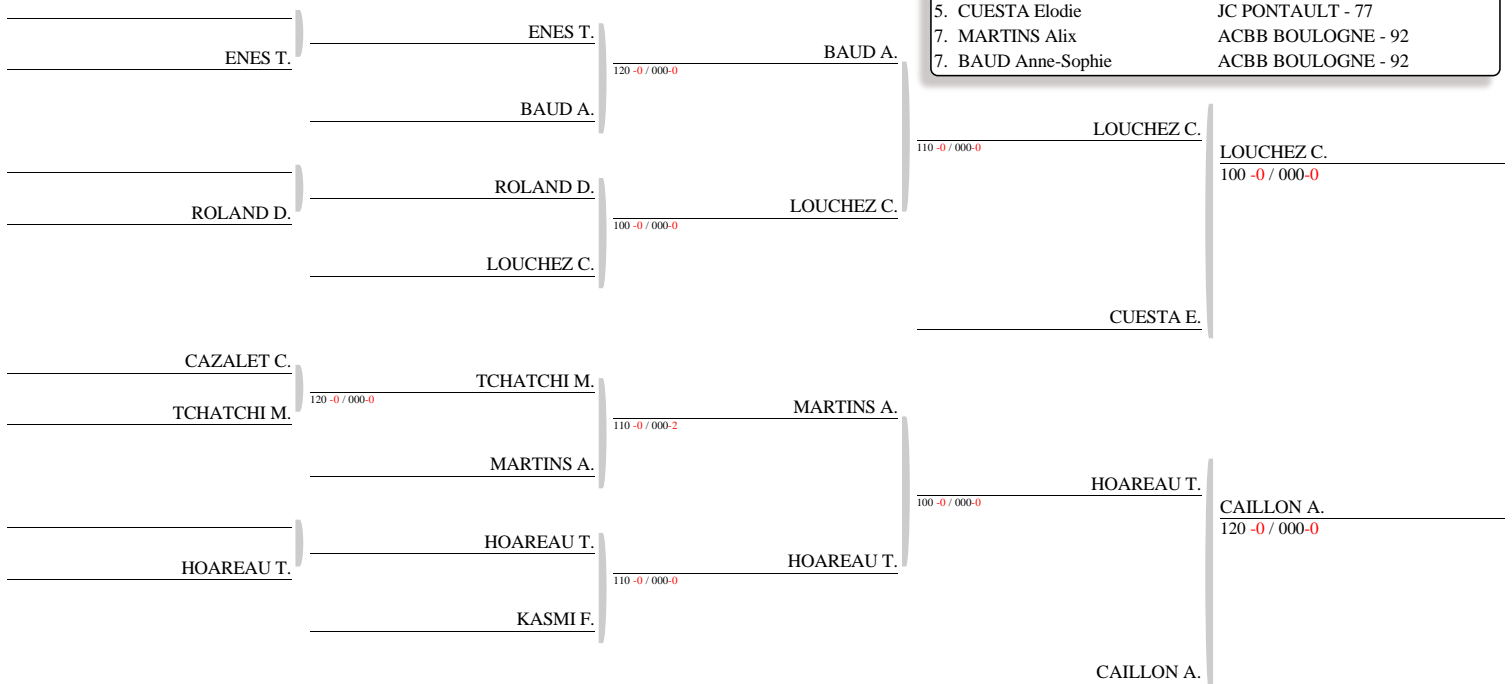 5. CUESTA Elodie JC PONTAULT - 77
7. MARTINS Alix ACBB BOULOGNE - 92
7. BAUD Anne-Sophie ACBB BOULOGNE - 92
ENES T.
ENES T.
BAUD A.
120 -0 / 000-0
BAUD A.
LOUCHEZ C.
110 -0 / 000-0
LOUCHEZ C.
100 -0 / 000-0
ROLAND D.
ROLAND D.
LOUCHEZ C.
100 -0 / 000-0
LOUCHEZ C.
CUESTA E.
CAZALET C.
TCHATCHI M.
120 -0 / 000-0
TCHATCHI M.
MARTINS A.
110 -0 / 000-2
MARTINS A.
HOAREAU T.
100 -0 / 000-0
CAILLON A.
120 -0 / 000-0
HOAREAU T.
HOAREAU T.
HOAREAU T.
110 -0 / 000-0
KASMI F.
CAILLON A.